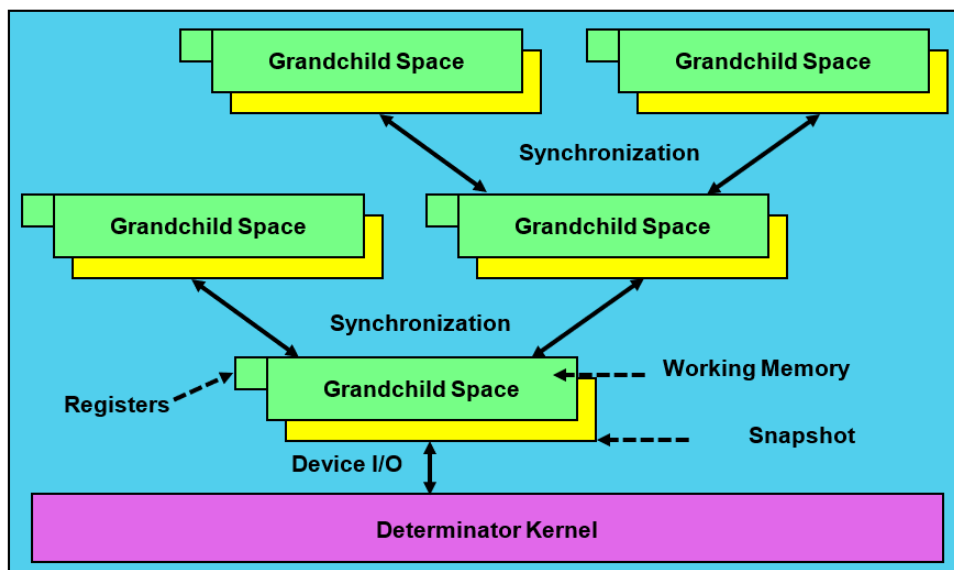 Grandchild Space
Grandchild Space
Synchronization
Grandchild Space
Grandchild Space
Synchronization
Grandchild Space
Working Memory
Registers
Snapshot
Device I/O
Determinator Kernel